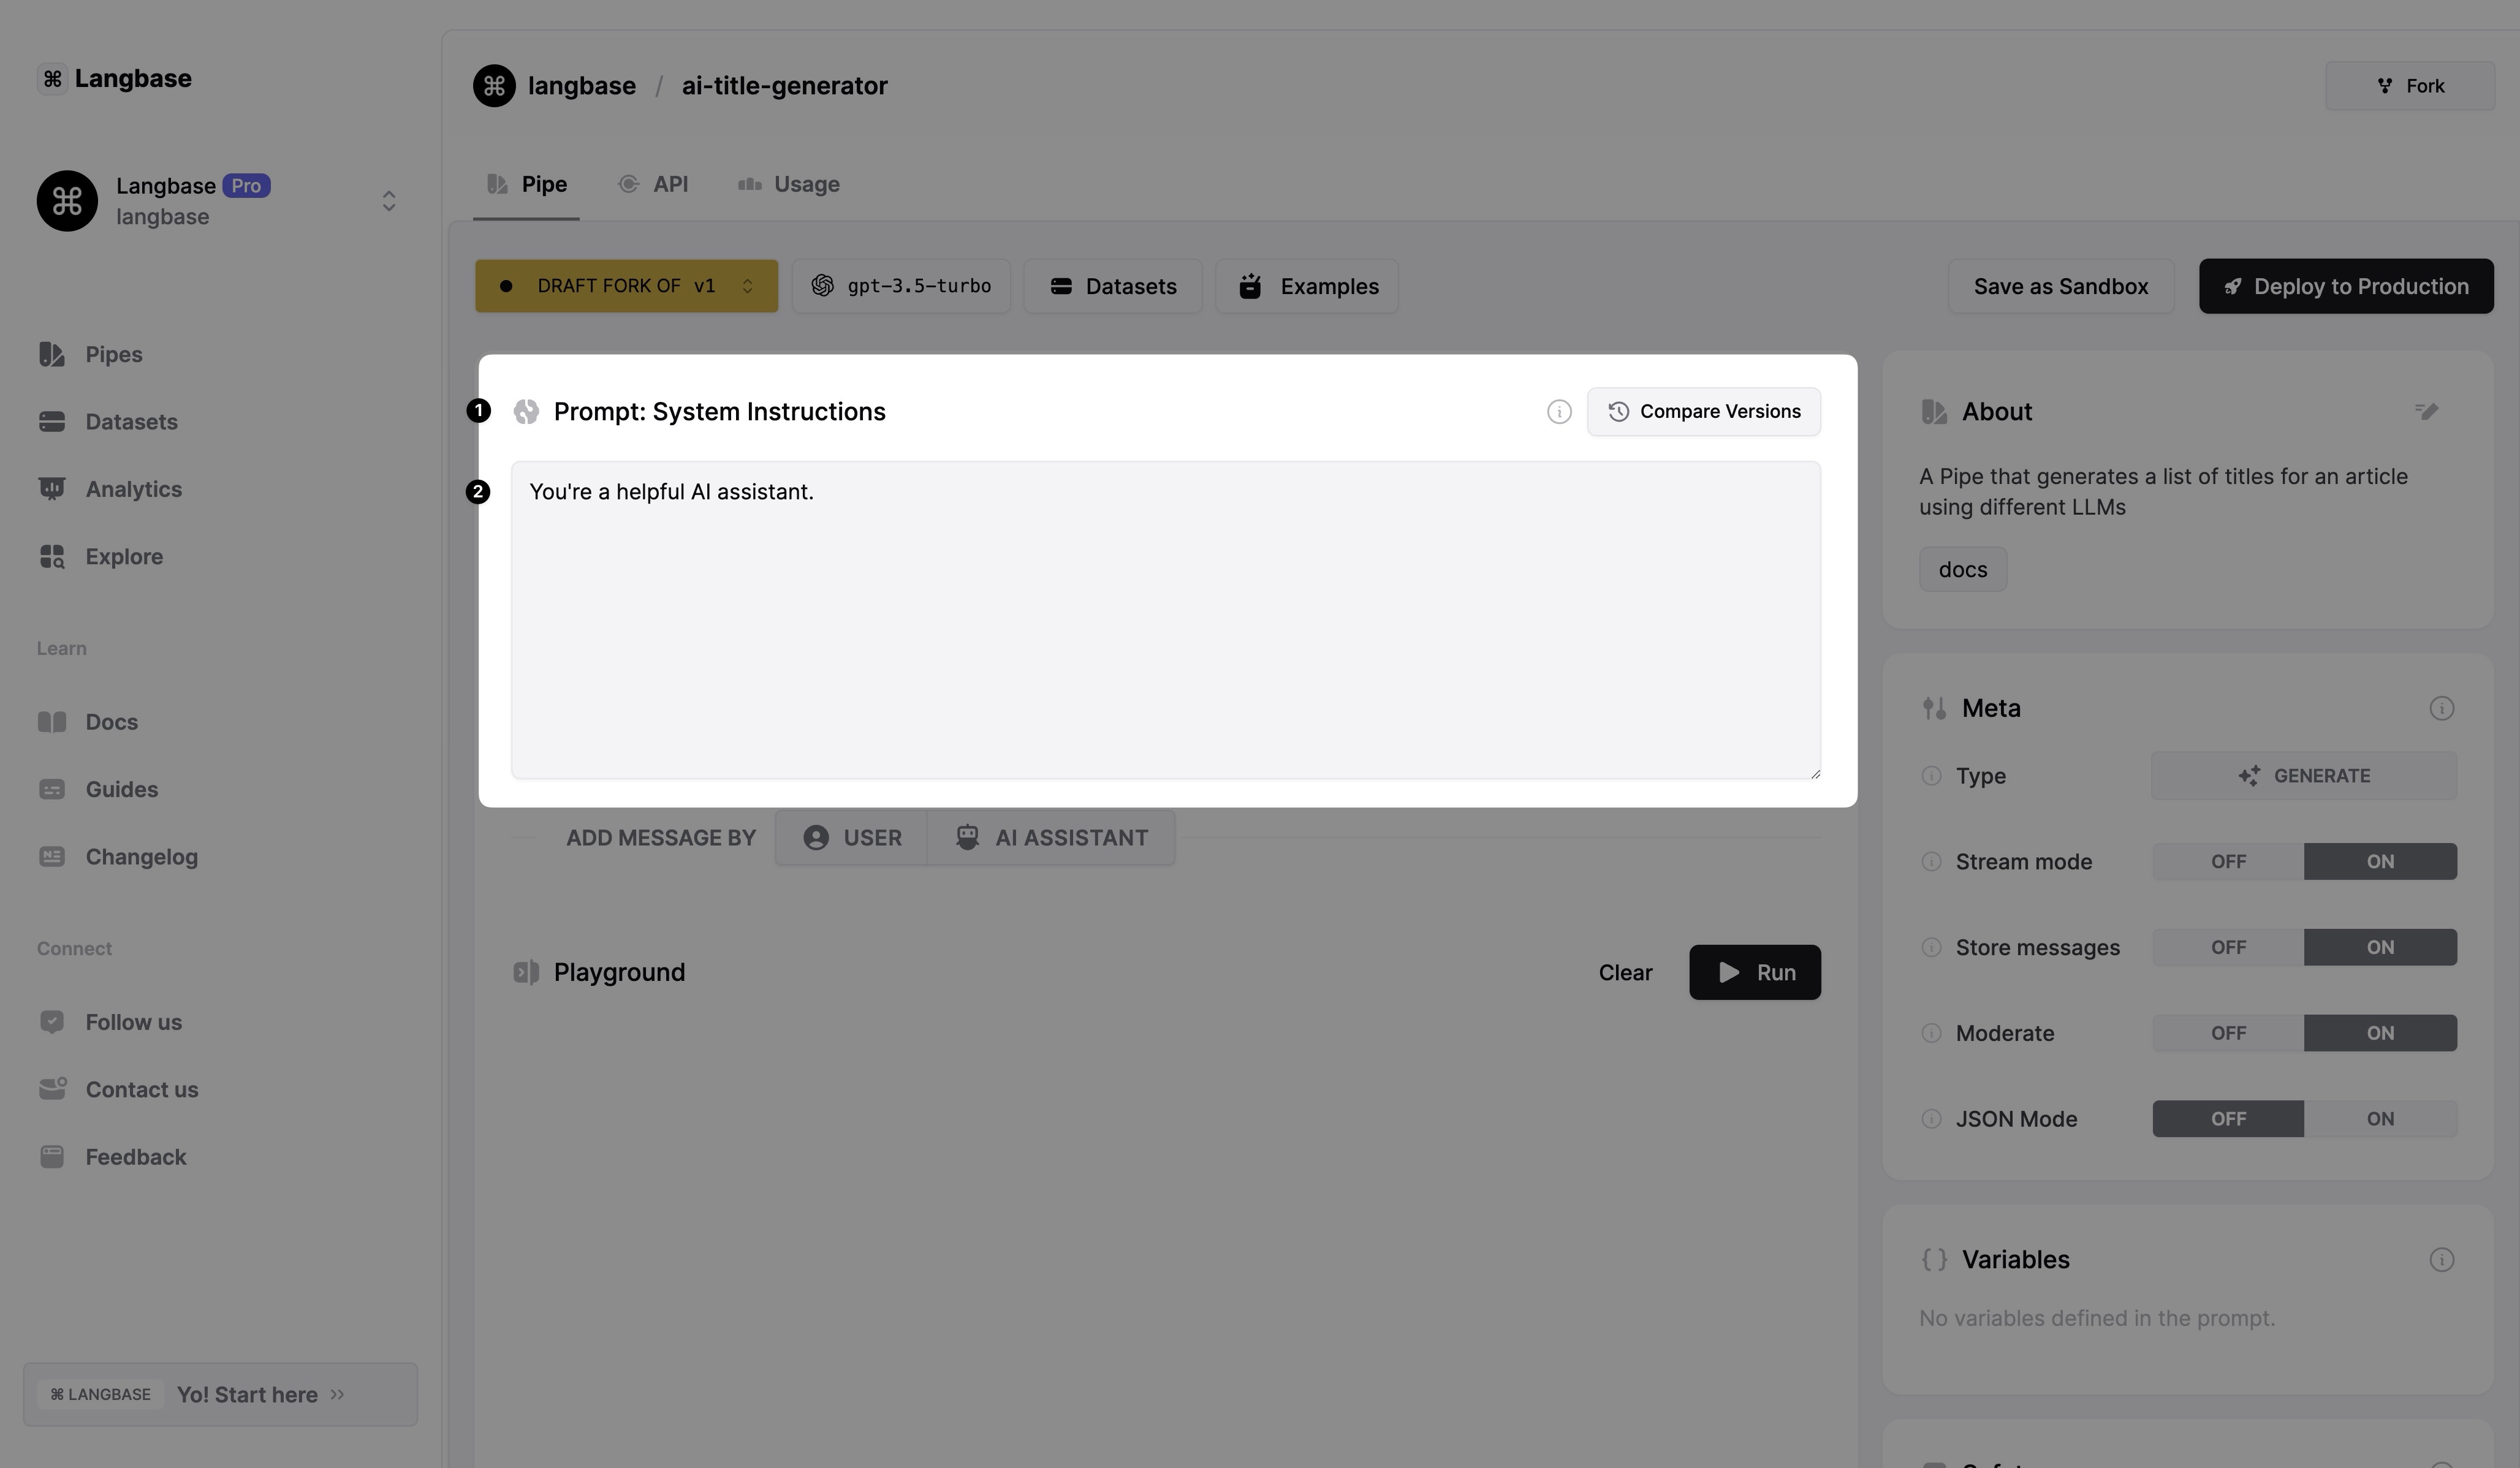 Langbase
Langbase Pro
langbase
Pipes
Datasets
Analytics
Explore
Learn
Docs
Guides
Changelog
Connect
Follow us
Contact us
Feedback
⌘ LANGBASE Yo! Start here
langbase / ai-title-generator
Fork
Pipe API Usage
DRAFT FORK OF v1
gpt-3.5-turbo
Datasets
Examples
Save as Sandbox
Deploy to Production
1 Prompt: System Instructions
Compare Versions
2 You're a helpful AI assistant.
ADD MESSAGE BY USER AI ASSISTANT
Playground
Clear
Run
About
A Pipe that generates a list of titles for an article
using different LLMs
docs
Meta
Type GENERATE
Stream mode OFF ON
Store messages OFF ON
Moderate OFF ON
JSON Mode OFF ON
Variables
No variables defined in the prompt.